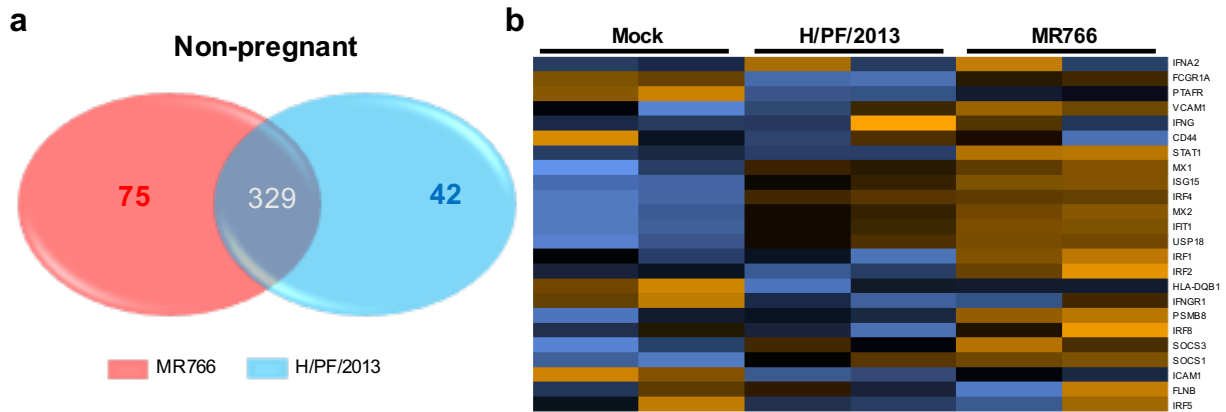 a
Non-pregnant
75
329
42
MR766
H/PF/2013
b
Mock
H/PF/2013
MR766
IFNA2
FCGR1A
PTAFR
VCAM1
IFNG
CD44
STAT1
MX1
ISG15
IRF4
MX2
IFIT1
USP18
IRF1
IRF2
HLA-DQB1
IFNGR1
PSMB8
IRF8
SOCS3
SOCS1
ICAM1
FLNB
IRF5